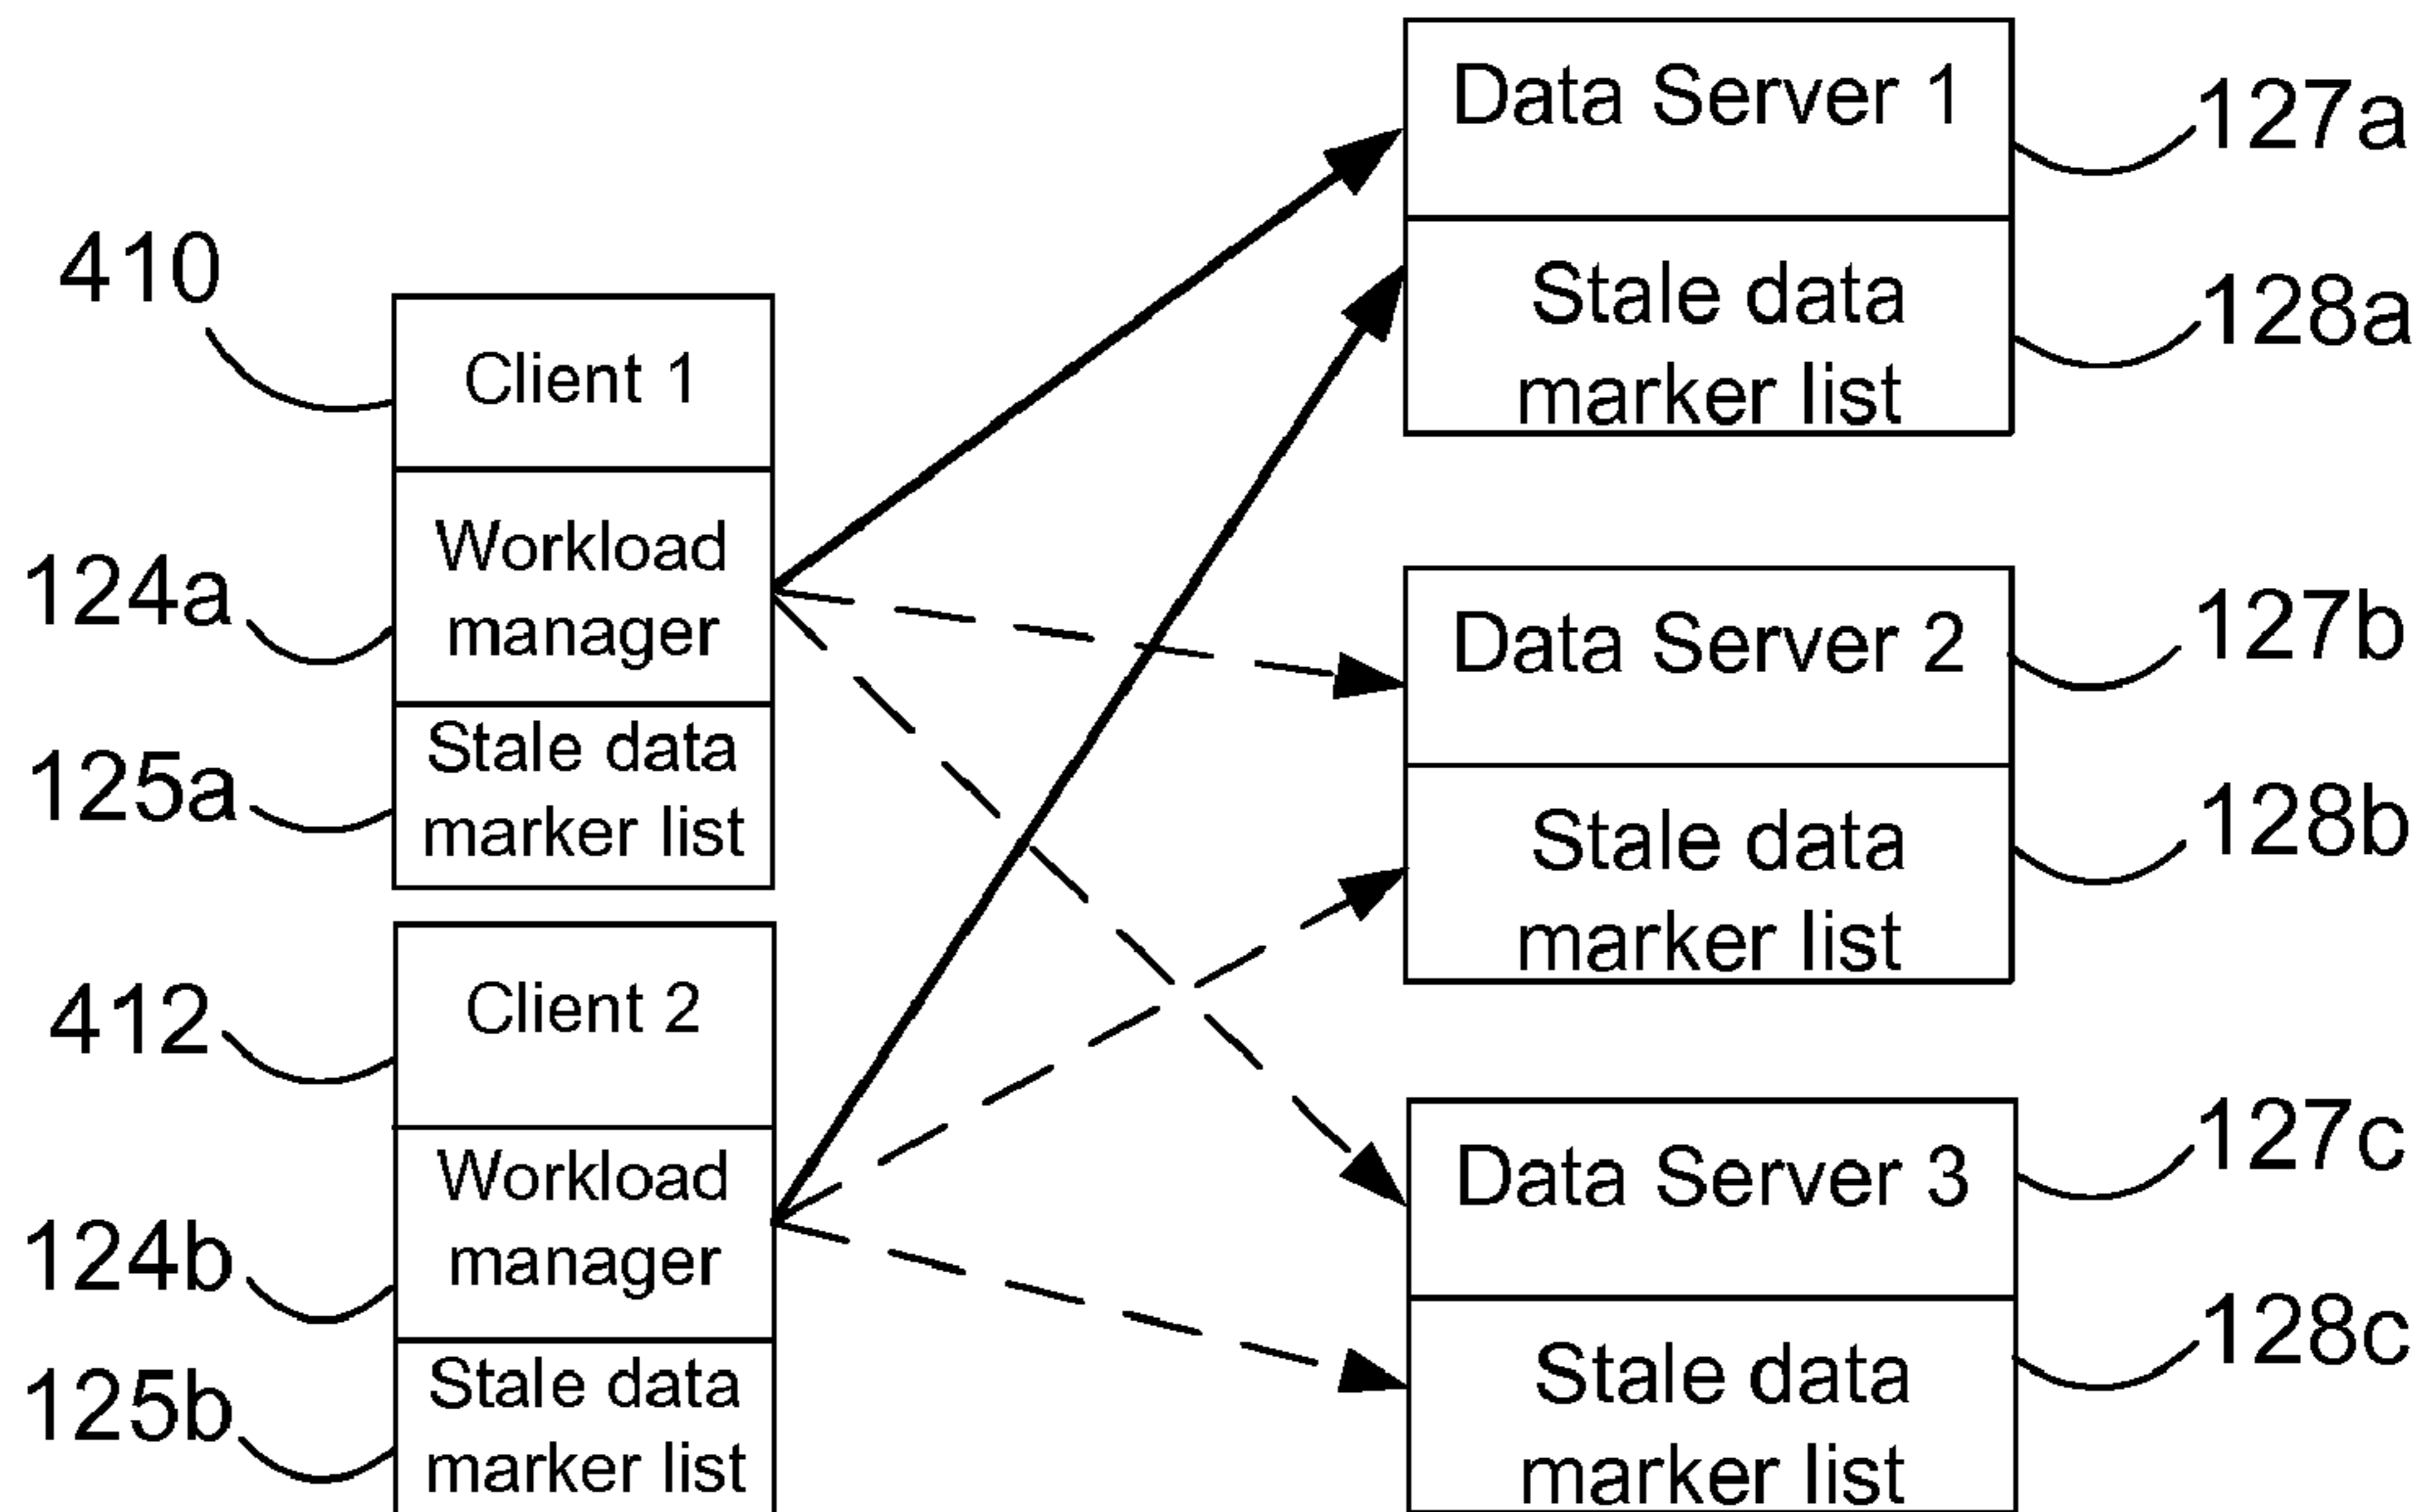 Data Server 1
127a
Stale data
marker list
128a
410
Client 1
Workload
manager
124a
Stale data
marker list
125a
Data Server 2
127b
Stale data
marker list
128b
412
Client 2
Workload
manager
124b
Stale data
marker list
125b
Data Server 3
127c
Stale data
marker list
128c